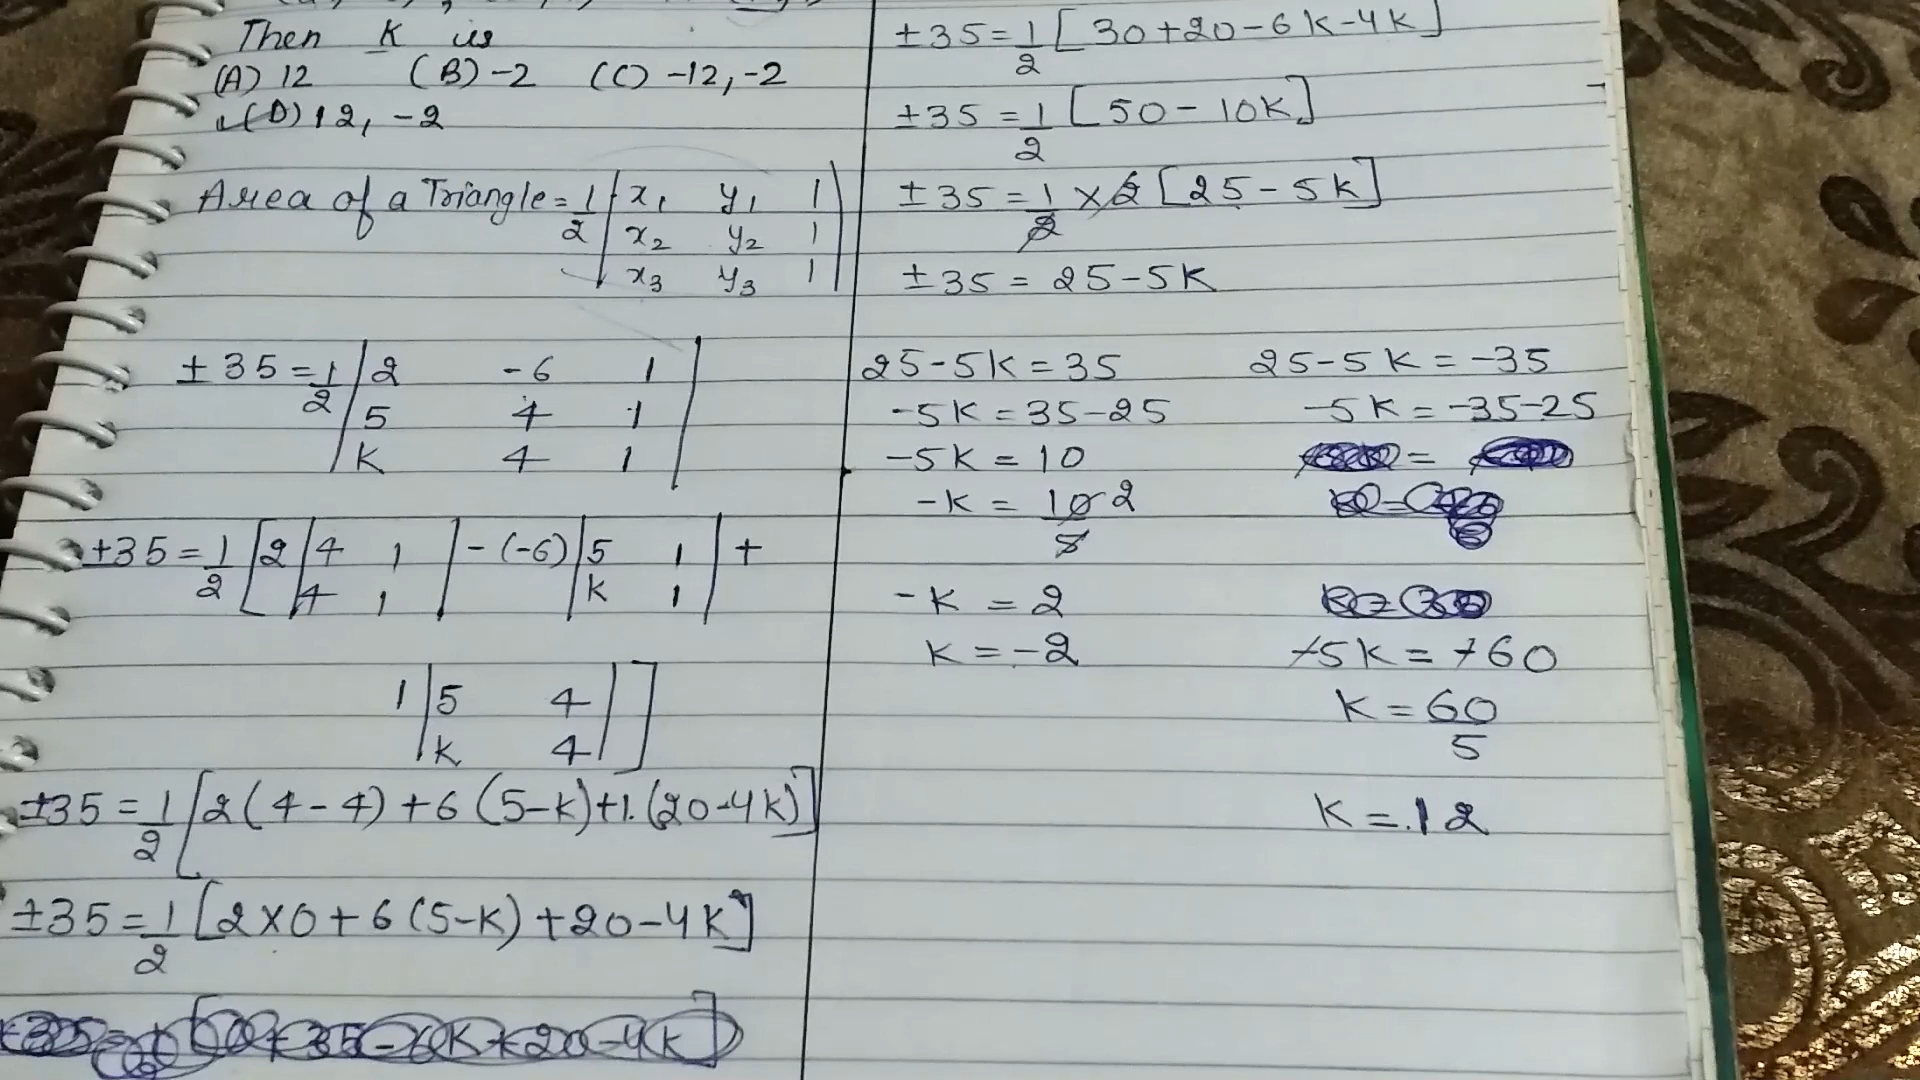 Then K is
(A) 12 (B) -2 (C) -12, -2
(D) 12, -2
Area of a Triangle = 1/2 | x₁ y₁ 1 |
| x₂ y₂ 1 |
| x₃ y₃ 1 |
± 35 = 1/2 | 2 -6 1 |
| 5 4 1 |
| K 4 1 |
±35 = 1/2 [ 2 | 4 1 | - (-6) | 5 1 | +
| 4 1 | | K 1 |
1 | 5 4 | ]
| K 4 |
±35 = 1/2 [ 2 (4 - 4) + 6 (5 - K) + 1. (20 - 4K) ]
±35 = 1/2 [ 2 × 0 + 6 (5 - K) + 20 - 4K ]
±35 = 1/2 [ 30 + 20 - 6K - 4K ]
±35 = 1/2 [ 50 - 10K ]
±35 = 1/2 × 2 [ 25 - 5K ]
±35 = 25 - 5K
25 - 5K = 35
-5K = 35 - 25
-5K = 10
-K = 10/5 2
-K = 2
K = -2
25 - 5K = -35
-5K = -35 - 25
-5K = -60
K = 60/5
K = 12